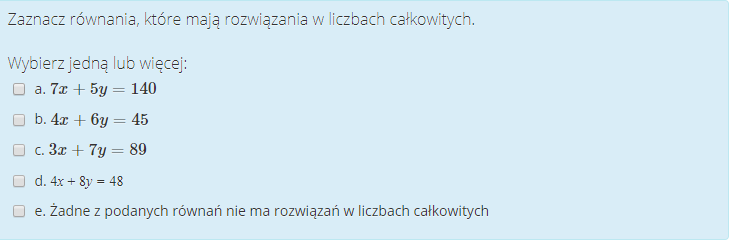 Zaznacz równania, które mają rozwiązania w liczbach całkowitych.
Wybierz jedną lub więcej:
a. 7x + 5y = 140
b. 4x + 6y = 45
c. 3x + 7y = 89
d. 4x + 8y = 48
e. Żadne z podanych równań nie ma rozwiązań w liczbach całkowitych